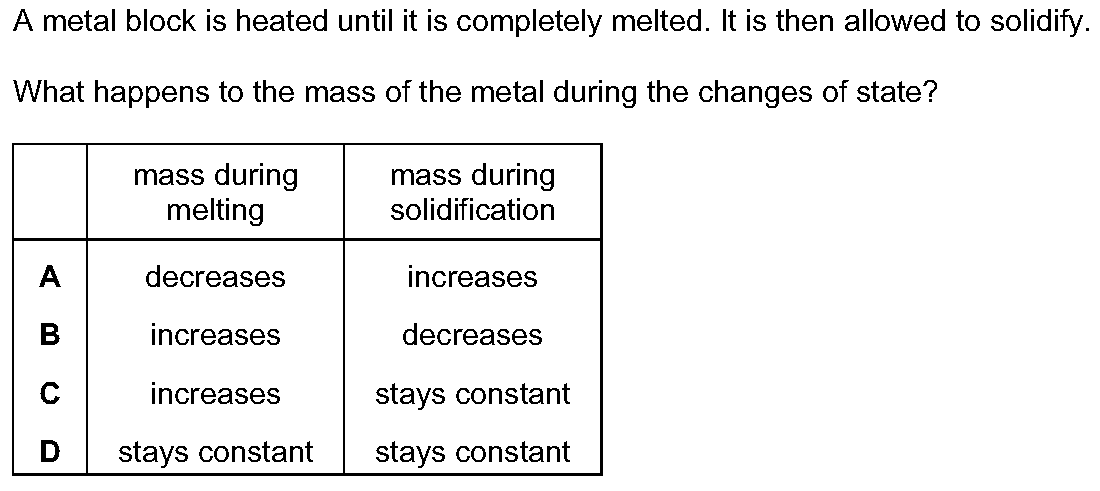 A metal block is heated until it is completely melted. It is then allowed to solidify.
What happens to the mass of the metal during the changes of state?
mass during melting mass during solidification
A decreases increases
B increases decreases
C increases stays constant
D stays constant stays constant